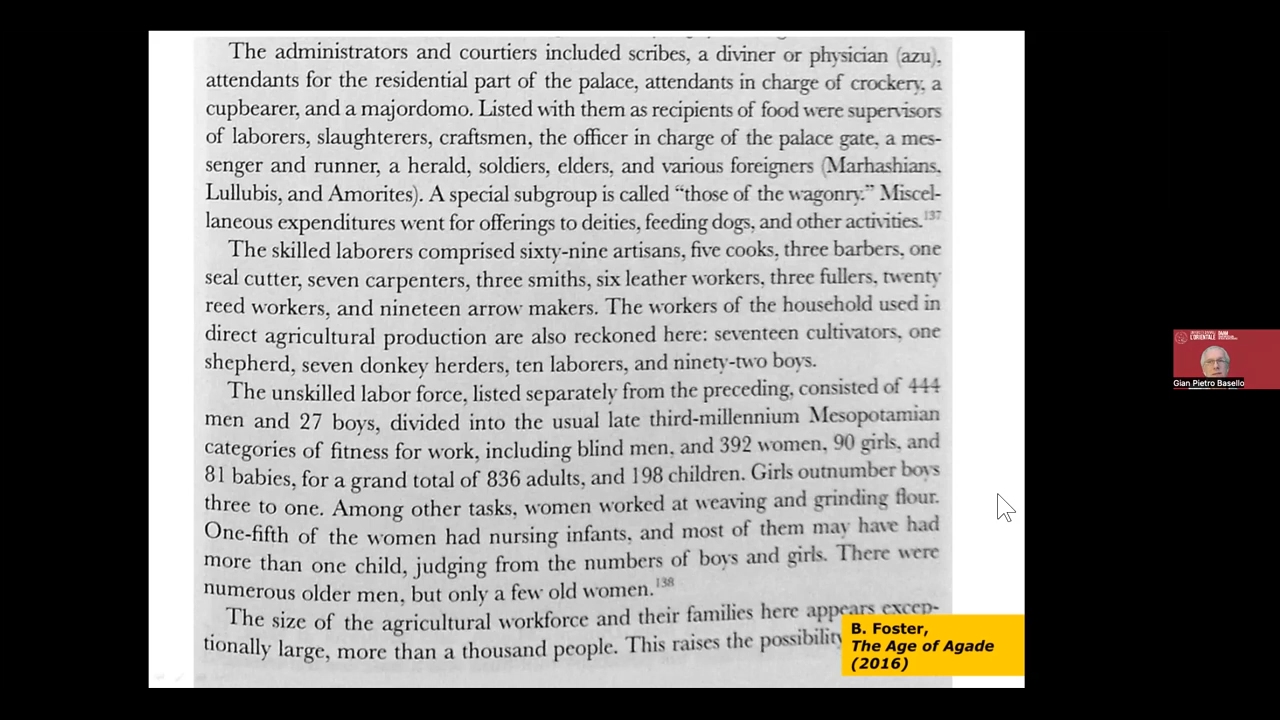 The administrators and courtiers included scribes, a diviner or physician (azu),
attendants for the residential part of the palace, attendants in charge of crockery, a
cupbearer, and a majordomo. Listed with them as recipients of food were supervisors
of laborers, slaughterers, craftsmen, the officer in charge of the palace gate, a mes-
senger and runner, a herald, soldiers, elders, and various foreigners (Marhashians,
Lullubis, and Amorites). A special subgroup is called “those of the wagonry.” Miscel-
laneous expenditures went for offerings to deities, feeding dogs, and other activities.137
The skilled laborers comprised sixty-nine artisans, five cooks, three barbers, one
seal cutter, seven carpenters, three smiths, six leather workers, three fullers, twenty
reed workers, and nineteen arrow makers. The workers of the household used in
direct agricultural production are also reckoned here: seventeen cultivators, one
shepherd, seven donkey herders, ten laborers, and ninety-two boys.
The unskilled labor force, listed separately from the preceding, consisted of 444
men and 27 boys, divided into the usual late third-millennium Mesopotamian
categories of fitness for work, including blind men, and 392 women, 90 girls, and
81 babies, for a grand total of 836 adults, and 198 children. Girls outnumber boys
three to one. Among other tasks, women worked at weaving and grinding flour.
One-fifth of the women had nursing infants, and most of them may have had
more than one child, judging from the numbers of boys and girls. There were
numerous older men, but only a few old women.138
The size of the agricultural workforce and their families here appears excep-
tionally large, more than a thousand people. This raises the possibility
B. Foster,
The Age of Agade
(2016)
L'ORIENTALE
Gian Pietro Basello